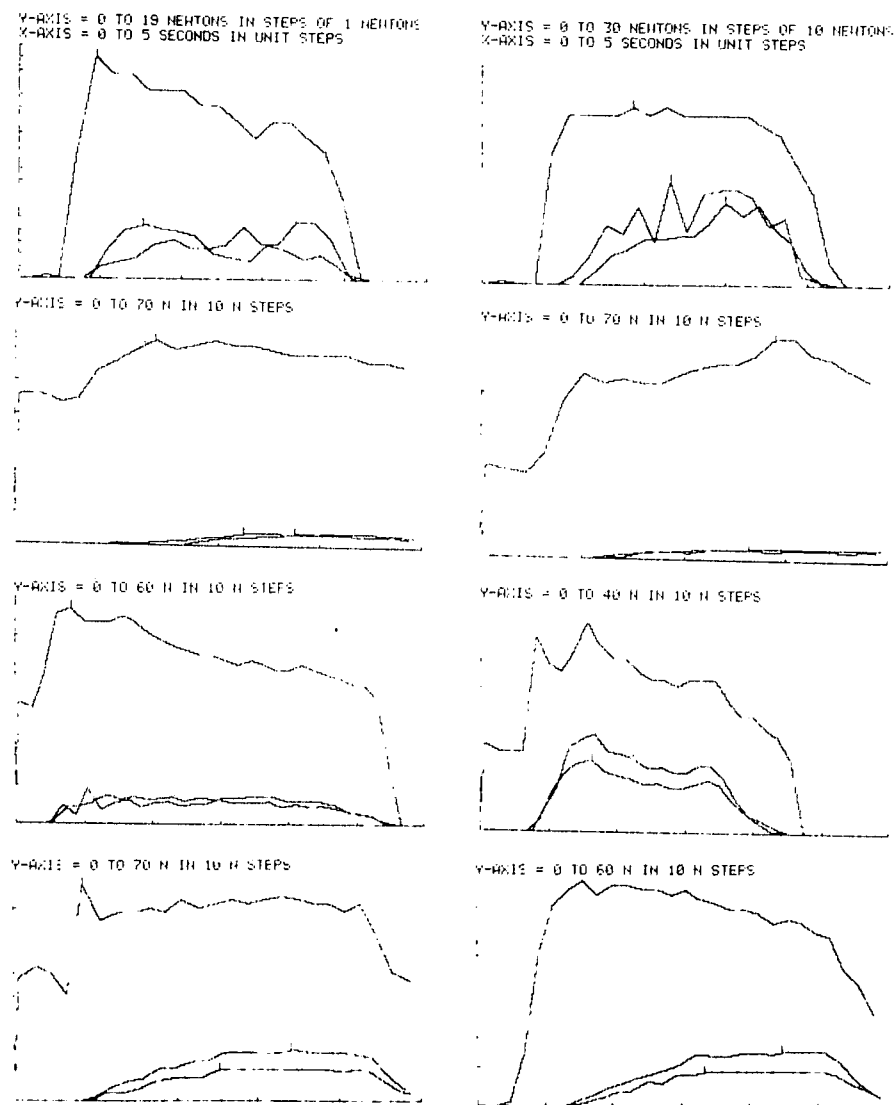 Y-AXIS = 0 TO 19 NEWTONS IN STEPS OF 1 NEWTONS
X-AXIS = 0 TO 5 SECONDS IN UNIT STEPS
Y-AXIS = 0 TO 30 NEWTONS IN STEPS OF 10 NEWTONS
X-AXIS = 0 TO 5 SECONDS IN UNIT STEPS
Y-AXIS = 0 TO 70 N IN 10 N STEPS
Y-AXIS = 0 TO 70 N IN 10 N STEPS
Y-AXIS = 0 TO 60 N IN 10 N STEPS
Y-AXIS = 0 TO 40 N IN 10 N STEPS
Y-AXIS = 0 TO 70 N IN 10 N STEPS
Y-AXIS = 0 TO 60 N IN 10 N STEPS